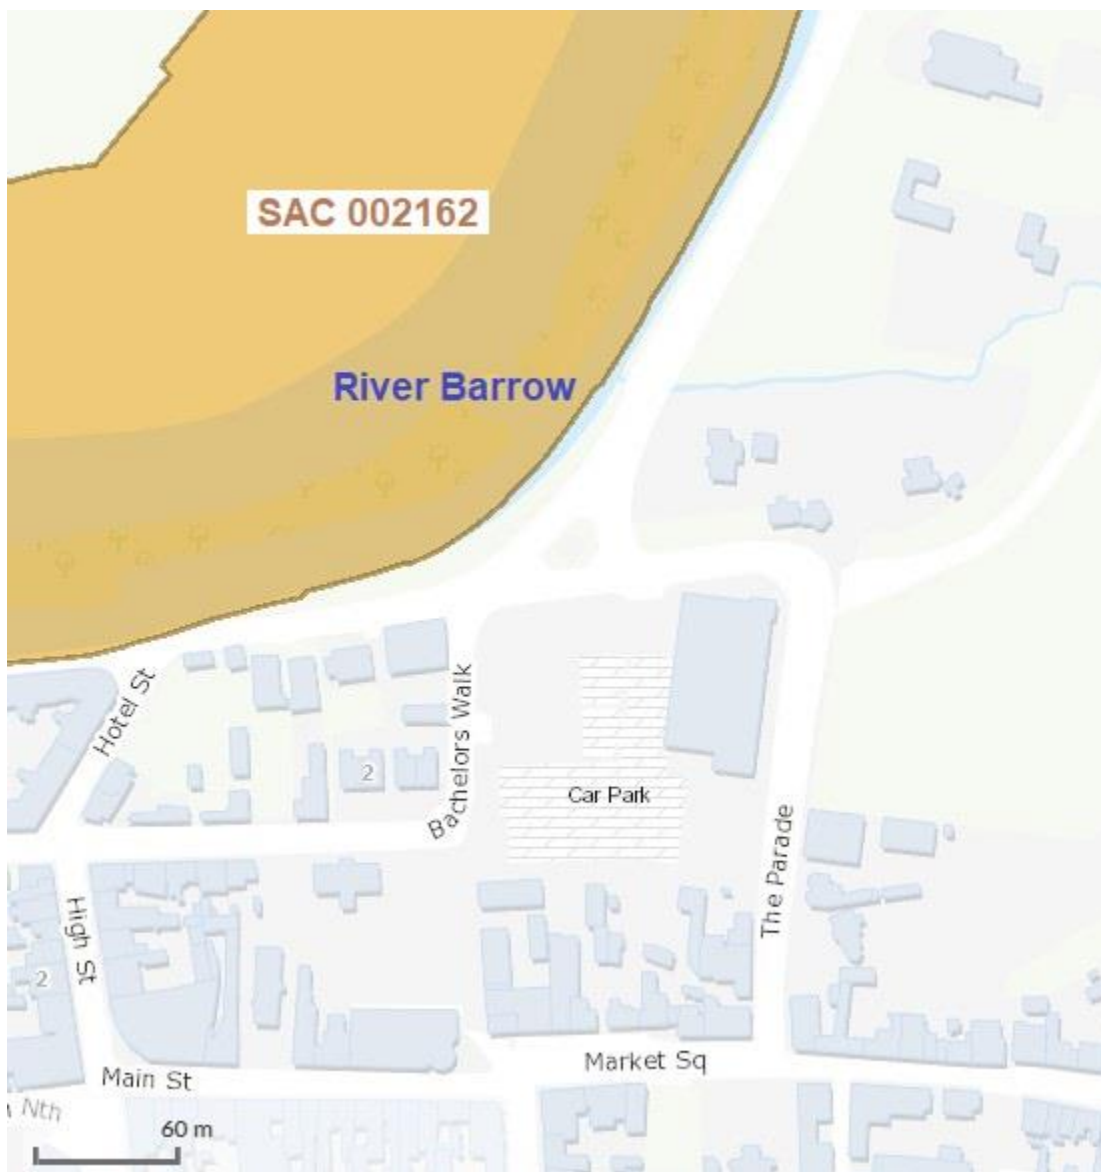 SAC 002162
River Barrow
Hotel St
Bachelors Walk
2
Car Park
The Parade
High St
2
Market Sq
Main St
Nth
60 m